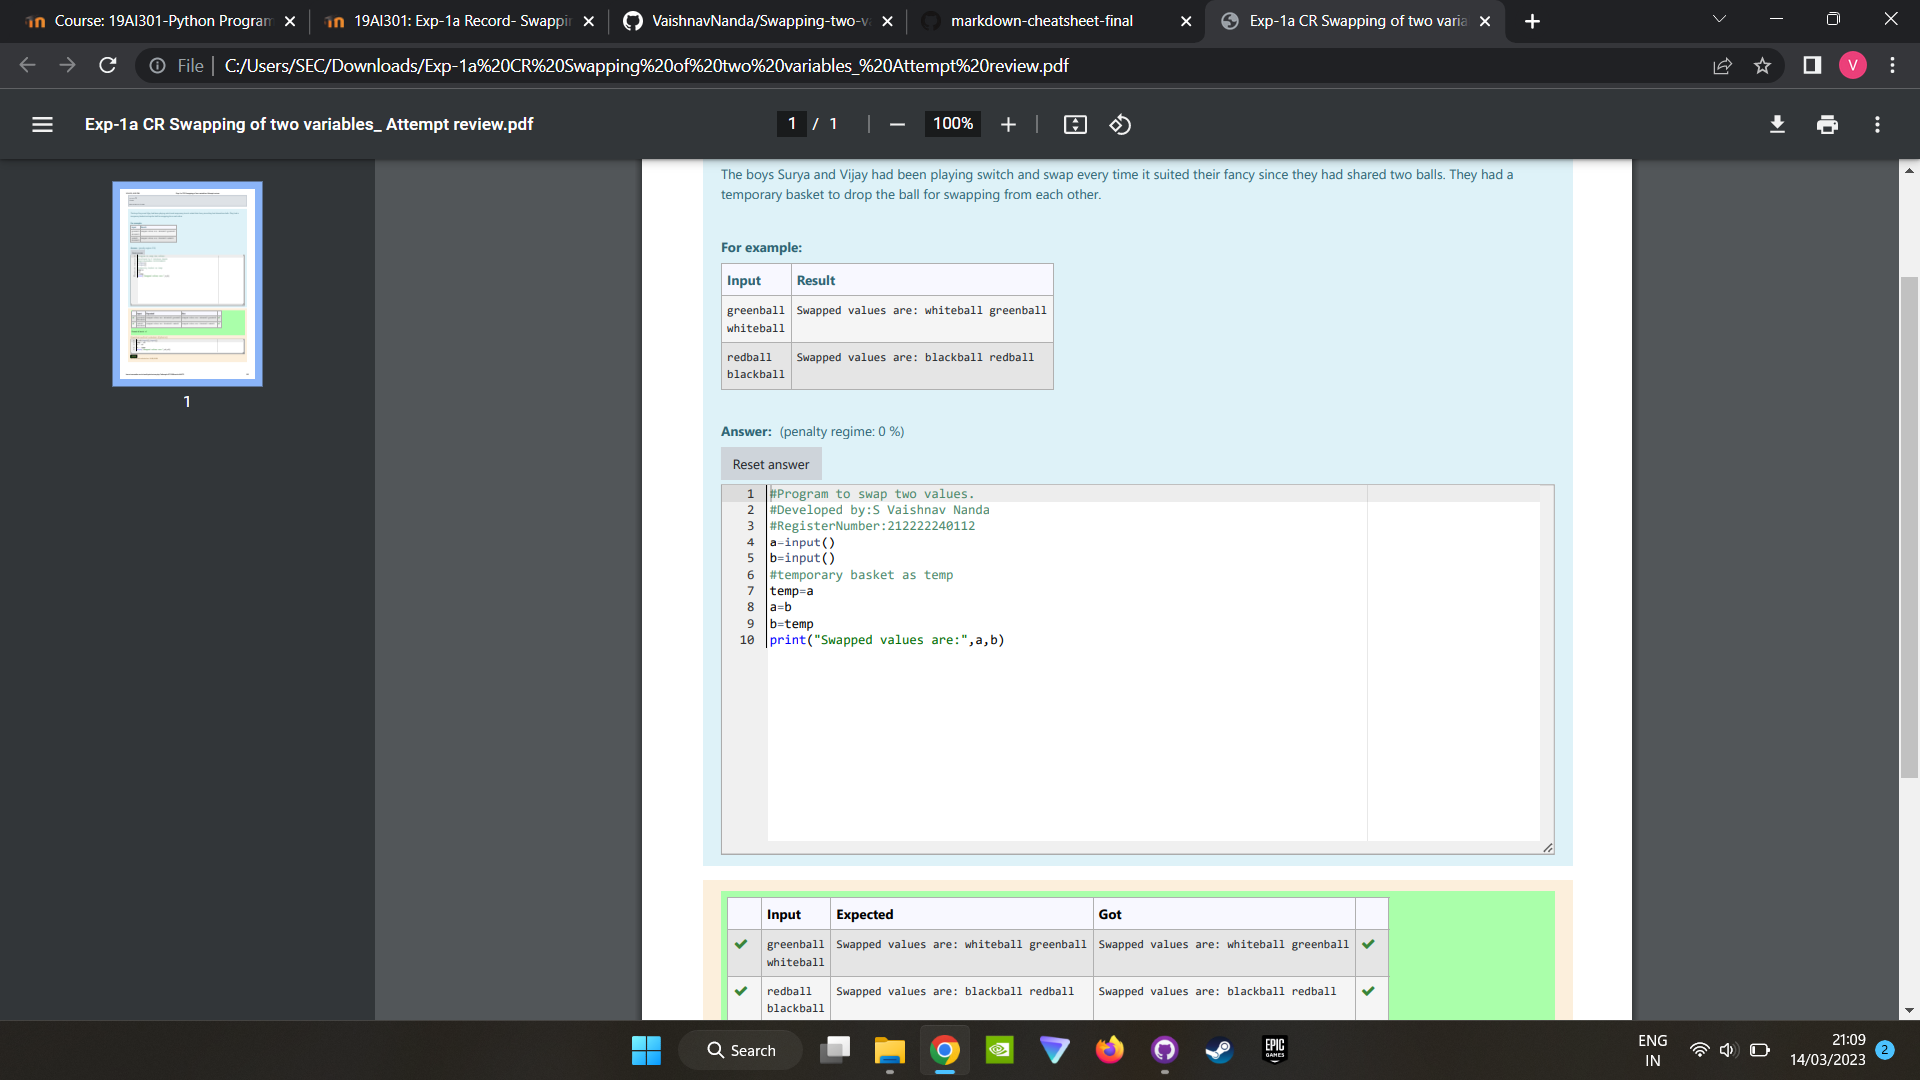 Course: 19AI301-Python Program
19AI301: Exp-1a Record- Swappin
VaishnavNanda/Swapping-two-v
markdown-cheatsheet-final
Exp-1a CR Swapping of two varia
File
C:/Users/SEC/Downloads/Exp-1a%20CR%20Swapping%20of%20two%20variables_%20Attempt%20review.pdf
V
Exp-1a CR Swapping of two variables_ Attempt review.pdf
1 / 1
100%
1
The boys Surya and Vijay had been playing switch and swap every time it suited their fancy since they had shared two balls. They had a
temporary basket to drop the ball for swapping from each other.
For example:
Input Result
greenball Swapped values are: whiteball greenball
whiteball
redball Swapped values are: blackball redball
blackball
Answer: (penalty regime: 0 %)
Reset answer
1 #Program to swap two values.
2 #Developed by:S Vaishnav Nanda
3 #RegisterNumber:212222240112
4 a=input()
5 b=input()
6 #temporary basket as temp
7 temp=a
8 a=b
9 b=temp
10 print("Swapped values are:",a,b)
Input Expected Got
greenball Swapped values are: whiteball greenball Swapped values are: whiteball greenball
whiteball
redball Swapped values are: blackball redball Swapped values are: blackball redball
blackball
Search
EPIC
GAMES
ENG
IN
21:09
14/03/2023
2